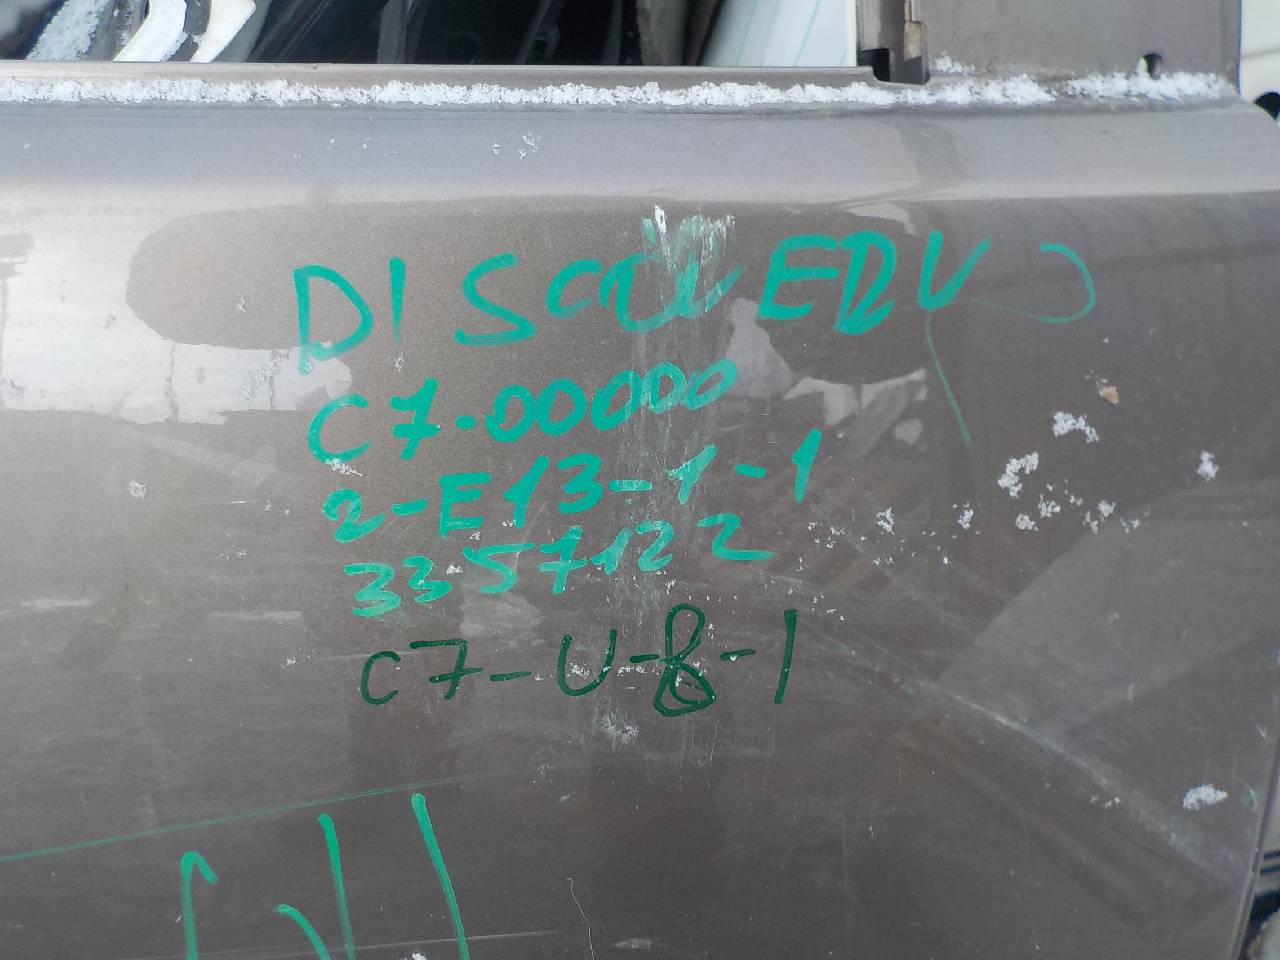 DISCOVERY
C7-00000
2-E13-1-1
3357122
C7-U-8-1